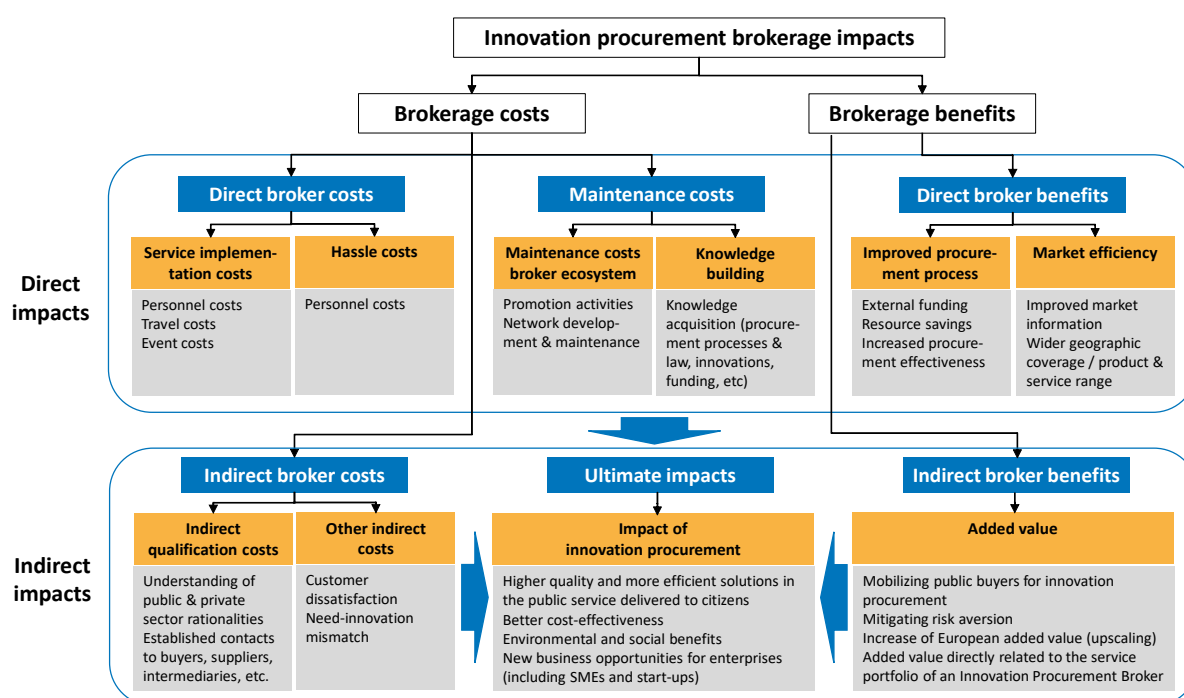 Innovation procurement brokerage impacts
Brokerage costs
Brokerage benefits
Direct
impacts
Direct broker costs
Maintenance costs
Direct broker benefits
Service implemen-
tation costs
Personnel costs
Travel costs
Event costs
Hassle costs
Personnel costs
Maintenance costs
broker ecosystem
Promotion activities
Network develop-
ment & maintenance
Knowledge
building
Knowledge
acquisition (procure-
ment processes &
law, innovations,
funding, etc)
Improved procure-
ment process
External funding
Resource savings
Increased procure-
ment effectiveness
Market efficiency
Improved market
information
Wider geographic
coverage / product &
service range
Indirect
impacts
Indirect broker costs
Ultimate impacts
Indirect broker benefits
Indirect
qualification costs
Understanding of
public & private
sector rationalities
Established contacts
to buyers, suppliers,
intermediaries, etc.
Other indirect
costs
Customer
dissatisfaction
Need-innovation
mismatch
Impact of
innovation procurement
Higher quality and more efficient solutions in
the public service delivered to citizens
Better cost-effectiveness
Environmental and social benefits
New business opportunities for enterprises
(including SMEs and start-ups)
Added value
Mobilizing public buyers for innovation
procurement
Mitigating risk aversion
Increase of European added value (upscaling)
Added value directly related to the service
portfolio of an Innovation Procurement Broker